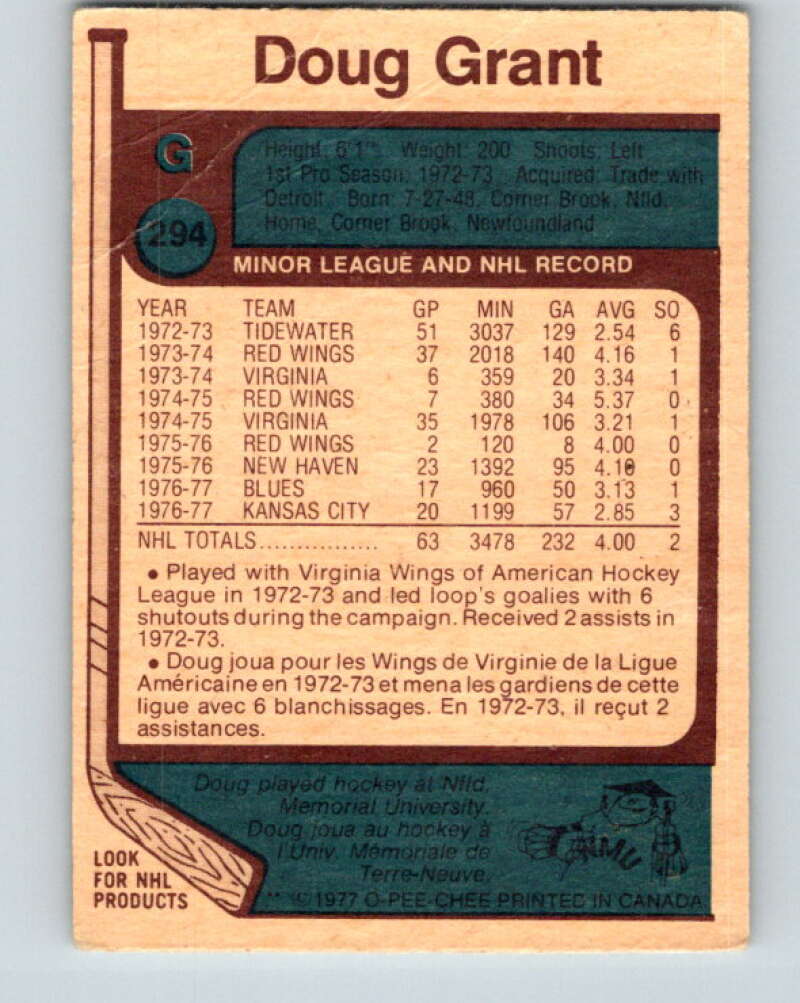 Doug Grant
G
Height: 6'1" Weight: 200 Shoots: Left
1st Pro Season: 1972-73 Acquired: Trade with
Detroit Born: 7-27-48, Corner Brook, Nfld.
Home: Corner Brook, Newfoundland
294
MINOR LEAGUE AND NHL RECORD
YEAR TEAM GP MIN GA AVG SO
1972-73 TIDEWATER 51 3037 129 2.54 6
1973-74 RED WINGS 37 2018 140 4.16 1
1973-74 VIRGINIA 6 359 20 3.34 1
1974-75 RED WINGS 7 380 34 5.37 0
1974-75 VIRGINIA 35 1978 106 3.21 1
1975-76 RED WINGS 2 120 8 4.00 0
1975-76 NEW HAVEN 23 1392 95 4.10 0
1976-77 BLUES 17 960 50 3.13 1
1976-77 KANSAS CITY 20 1199 57 2.85 3
NHL TOTALS................ 63 3478 232 4.00 2
• Played with Virginia Wings of American Hockey
League in 1972-73 and led loop's goalies with 6
shutouts during the campaign. Received 2 assists in
1972-73.
• Doug joua pour les Wings de Virginie de la Ligue
Américaine en 1972-73 et mena les gardiens de cette
ligue avec 6 blanchissages. En 1972-73, il reçut 2
assistances.
Doug played hockey at Nfld.
Memorial University.
Doug joua au hockey à
l'Univ. Mémoriale de
Terre-Neuve.
NMU
LOOK
FOR NHL
PRODUCTS
** © 1977 O-PEE-CHEE PRINTED IN CANADA